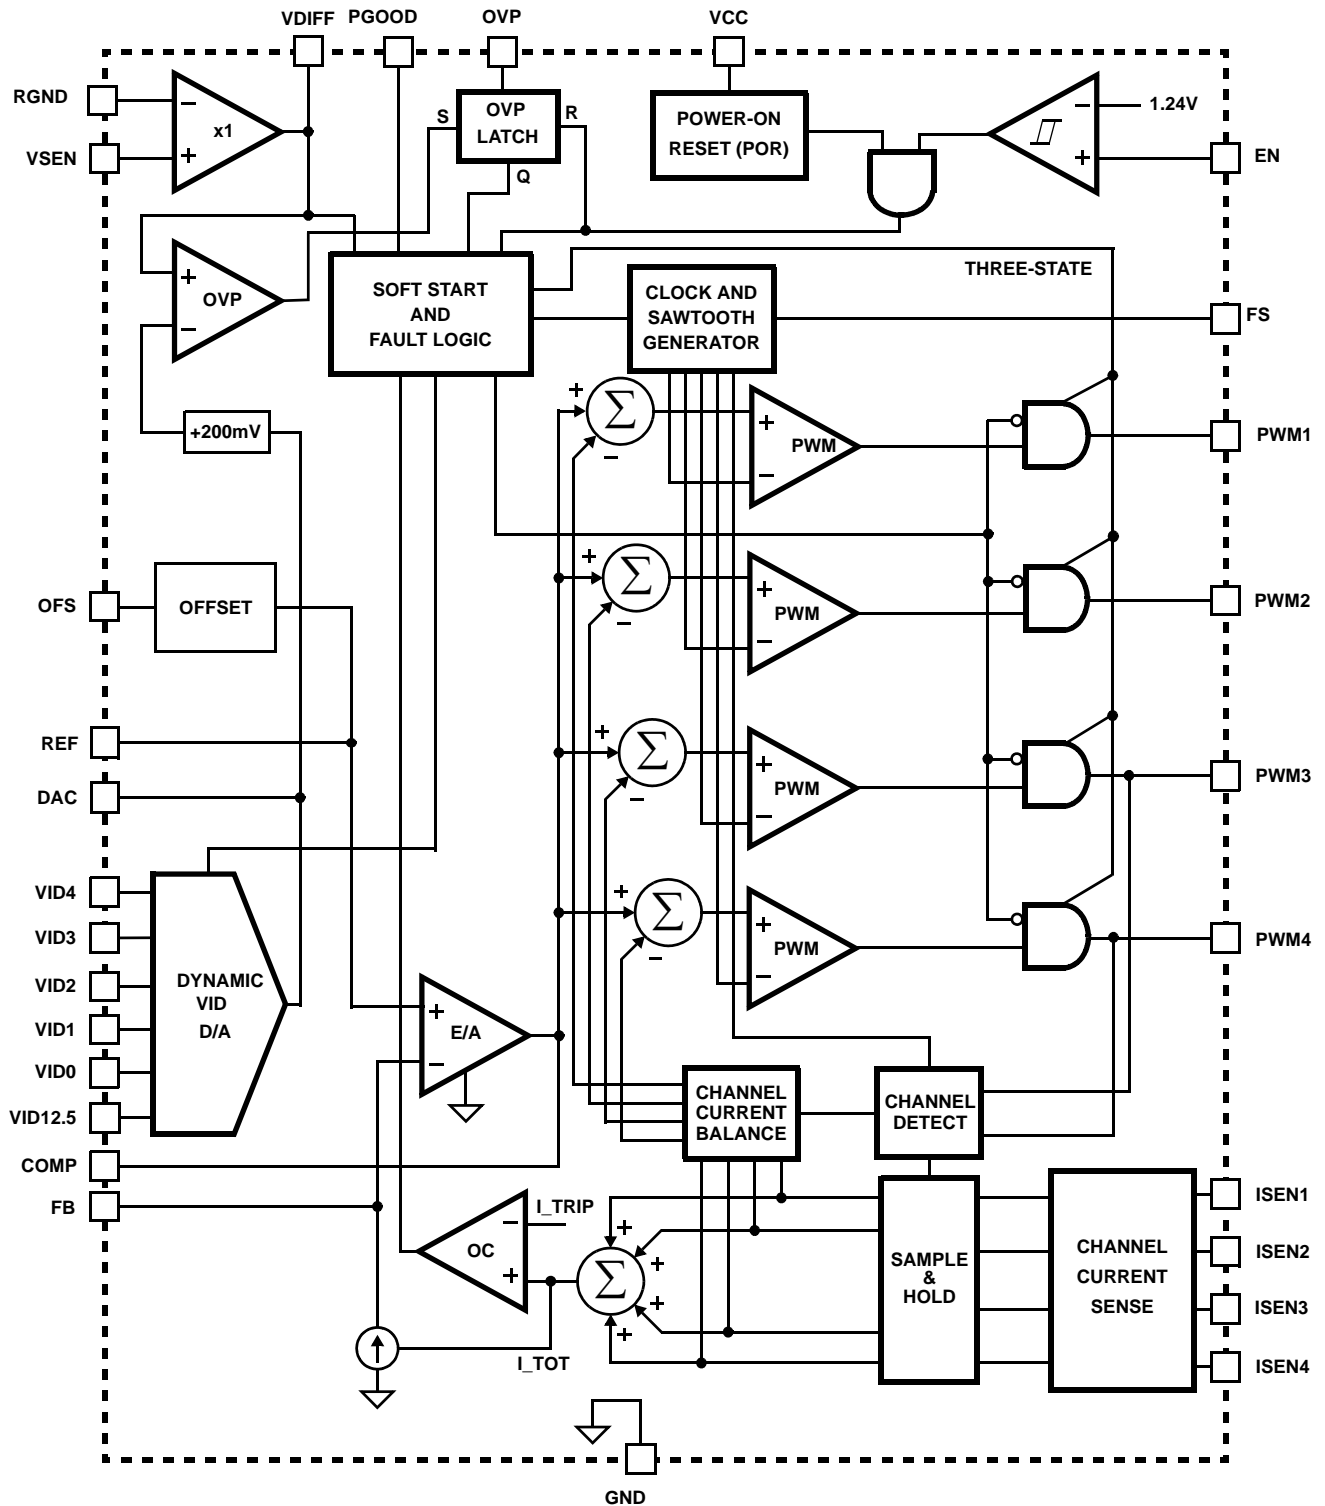 VDIFF PGOOD OVP VCC
RGND
VSEN
−
x1
+
S
OVP
LATCH
R
Q
POWER-ON
RESET (POR)
−
+
1.24V
EN
+
OVP
−
SOFT START
AND
FAULT LOGIC
CLOCK AND
SAWTOOTH
GENERATOR
THREE-STATE
FS
+200mV
+
Σ
−
+
PWM
−
PWM1
OFS
OFFSET
+
Σ
−
+
PWM
−
PWM2
REF
DAC
+
Σ
−
+
PWM
−
PWM3
VID4
VID3
VID2
VID1
VID0
VID12.5
DYNAMIC
VID
D/A
+
Σ
−
+
PWM
−
PWM4
+
E/A
−
CHANNEL
CURRENT
BALANCE
CHANNEL
DETECT
COMP
FB
I_TRIP
−
OC
+
I_TOT
+
+
Σ
+
+
SAMPLE
&
HOLD
CHANNEL
CURRENT
SENSE
ISEN1
ISEN2
ISEN3
ISEN4
GND